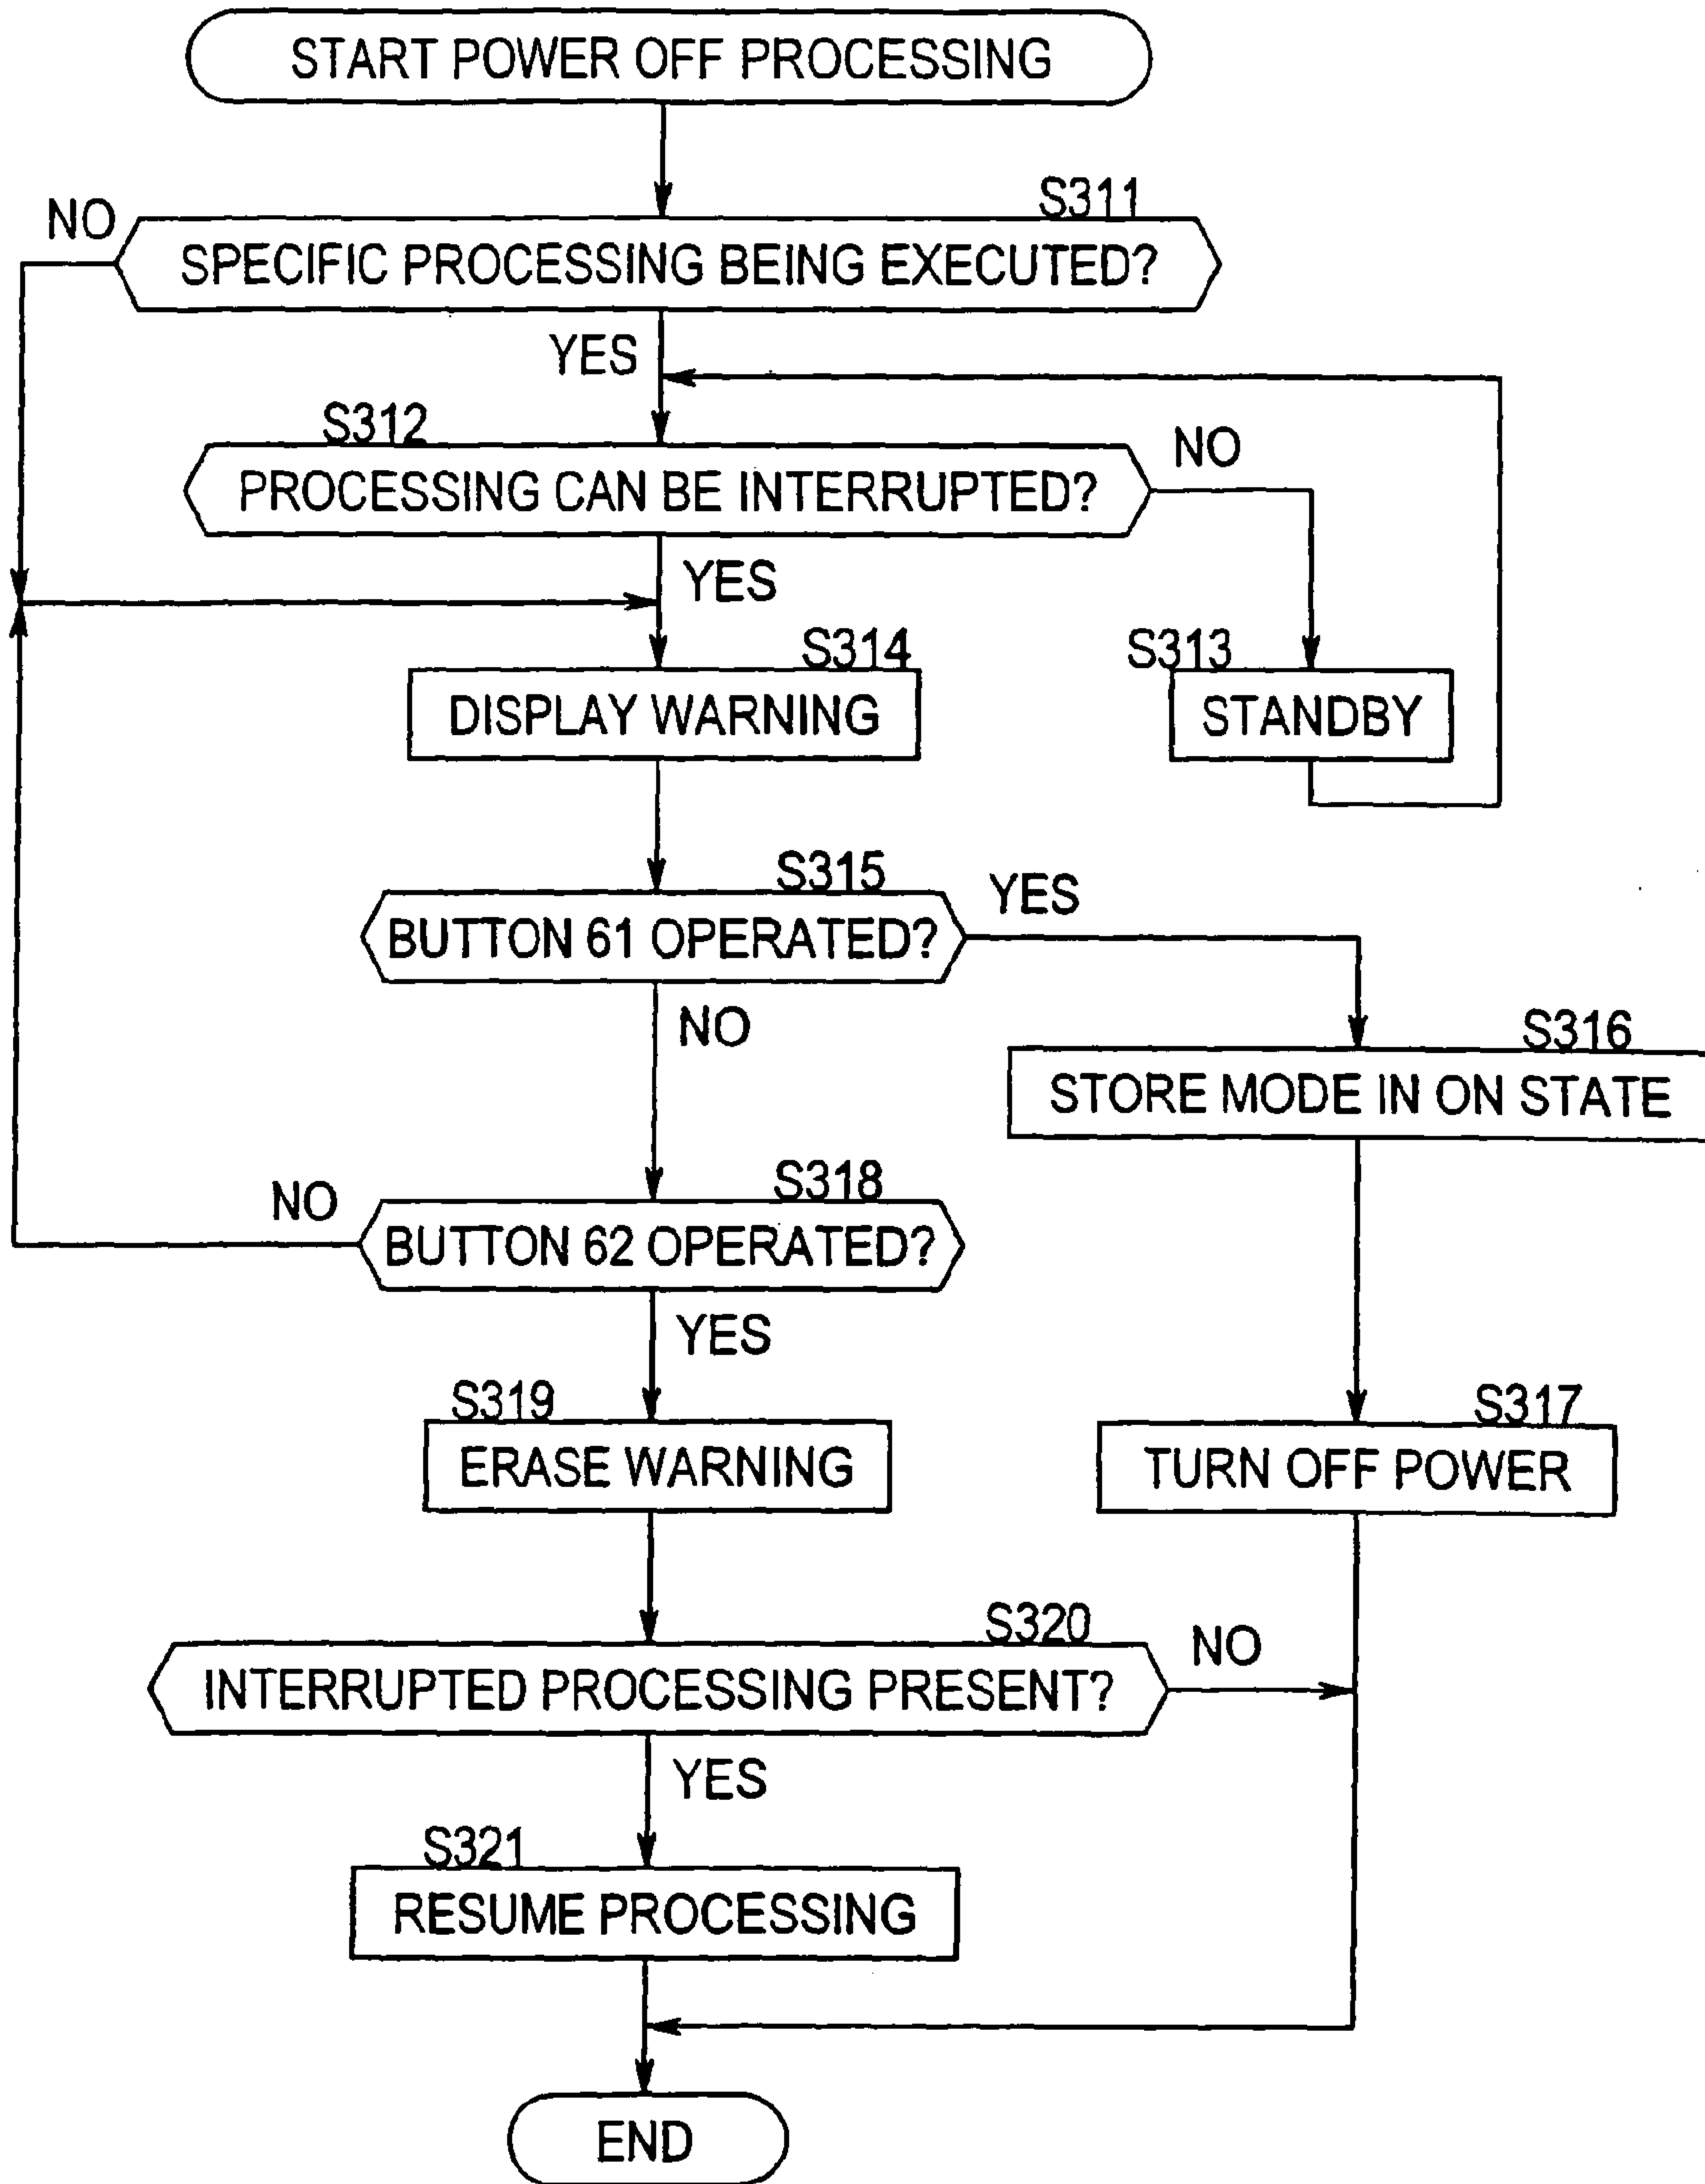 START POWER OFF PROCESSING
S311
NO
SPECIFIC PROCESSING BEING EXECUTED?
YES
S312
NO
PROCESSING CAN BE INTERRUPTED?
YES
S314
S313
DISPLAY WARNING
STANDBY
S315
YES
BUTTON 61 OPERATED?
NO
S316
STORE MODE IN ON STATE
S318
NO
BUTTON 62 OPERATED?
YES
S319
S317
ERASE WARNING
TURN OFF POWER
S320
NO
INTERRUPTED PROCESSING PRESENT?
YES
S321
RESUME PROCESSING
END